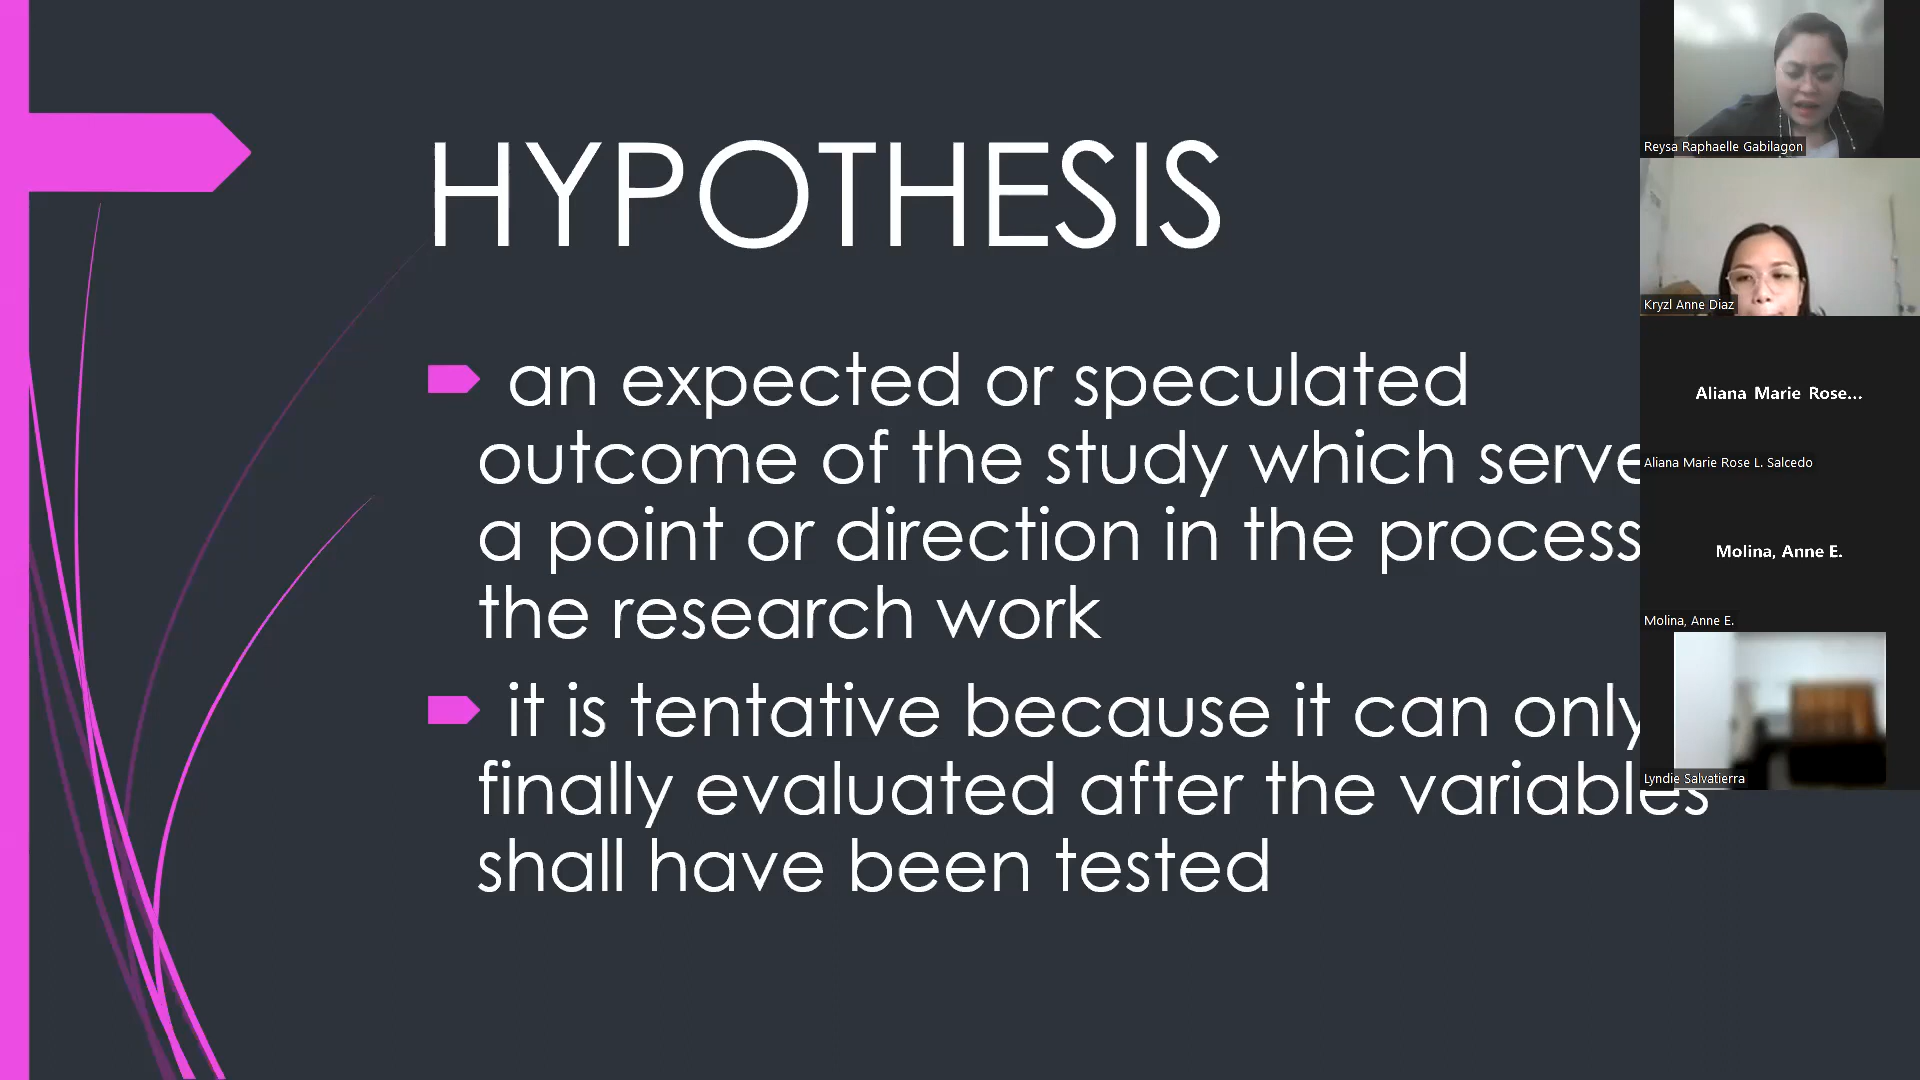 HYPOTHESIS
an expected or speculated
outcome of the study which serve
a point or direction in the process
the research work
it is tentative because it can only
finally evaluated after the variables
shall have been tested
Reysa Raphaelle Gabilagon
Kryzl Anne Diaz
Aliana Marie Rose...
Aliana Marie Rose L. Salcedo
Molina, Anne E.
Molina, Anne E.
Lyndie Salvatierra